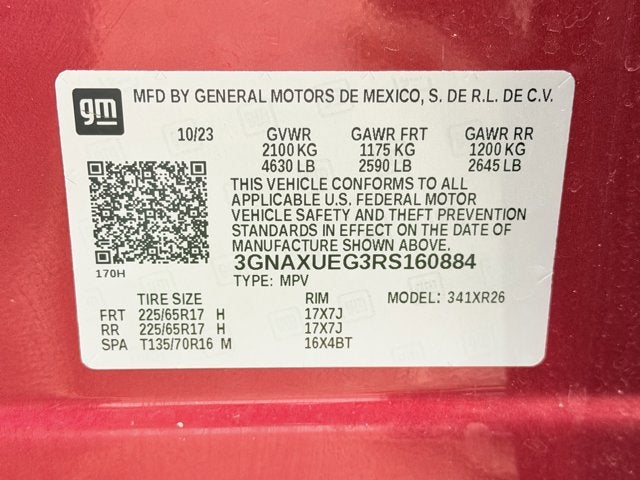 gm MFD BY GENERAL MOTORS DE MEXICO, S. DE R.L. DE C.V.
10/23 GVWR GAWR FRT GAWR RR
2100 KG 1175 KG 1200 KG
4630 LB 2590 LB 2645 LB
THIS VEHICLE CONFORMS TO ALL
APPLICABLE U.S. FEDERAL MOTOR
VEHICLE SAFETY AND THEFT PREVENTION
STANDARDS IN EFFECT ON THE DATE OF
MANUFACTURE SHOWN ABOVE.
3GNAXUEG3RS160884
170H TYPE: MPV
TIRE SIZE RIM MODEL: 341XR26
FRT 225/65R17 H 17X7J
RR 225/65R17 H 17X7J
SPA T135/70R16 M 16X4BT